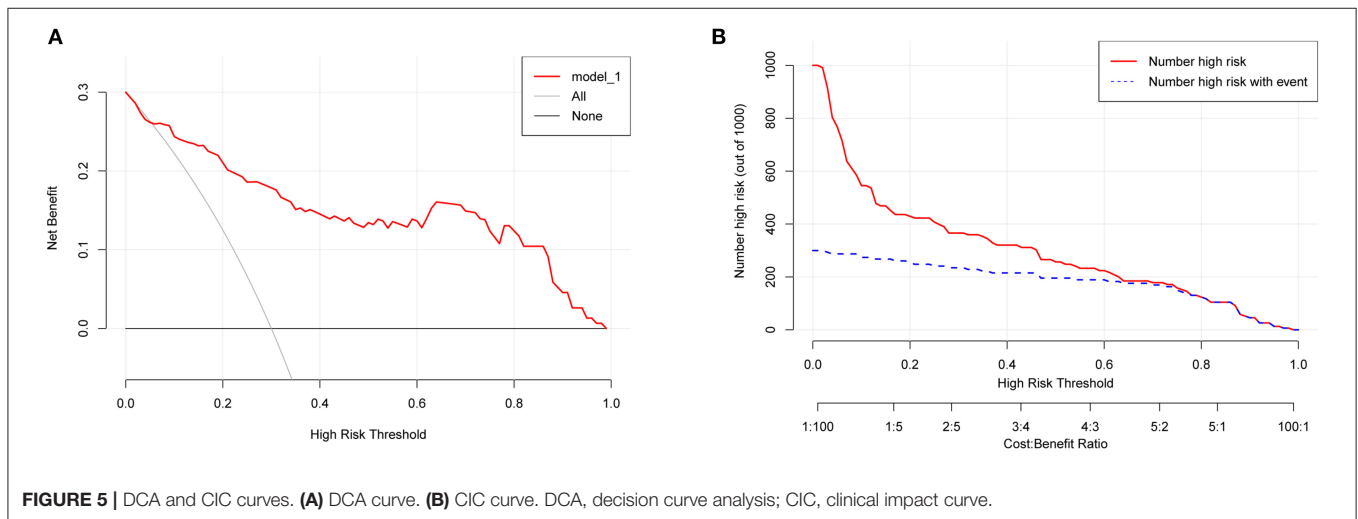 A
Net Benefit
0.3
0.2
0.1
0.0
model_1
All
None
0.0 0.2 0.4 0.6 0.8 1.0
High Risk Threshold
B
Number high risk (out of 1000)
1000
800
600
400
200
0
Number high risk
Number high risk with event
0.0 0.2 0.4 0.6 0.8 1.0
High Risk Threshold
1:100 1:5 2:5 3:4 4:3 5:2 5:1 100:1
Cost:Benefit Ratio
FIGURE 5 | DCA and CIC curves. (A) DCA curve. (B) CIC curve. DCA, decision curve analysis; CIC, clinical impact curve.